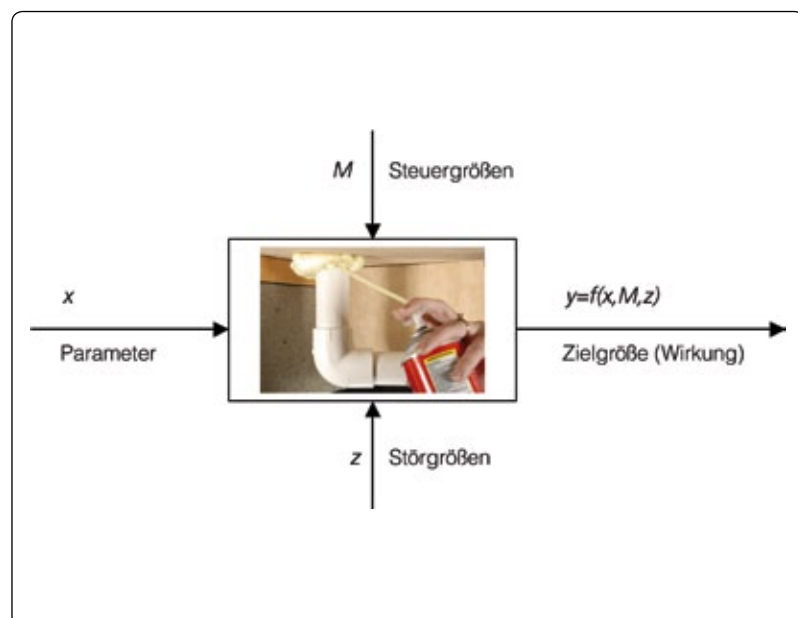 M Steuergrößen
x
Parameter
y=f(x,M,z)
Zielgröße (Wirkung)
z Störgrößen